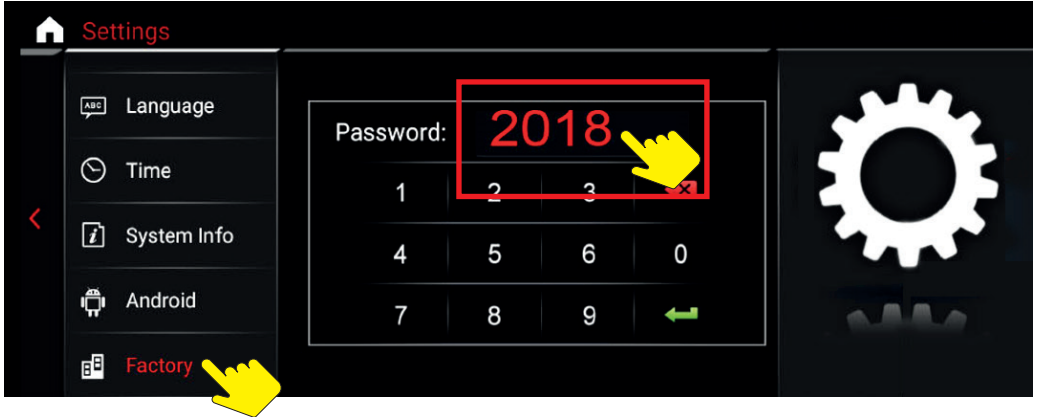 Settings
ABC Language
Time
i System Info
Android
Factory
Password: 2018
1 2 3
4 5 6 0
7 8 9